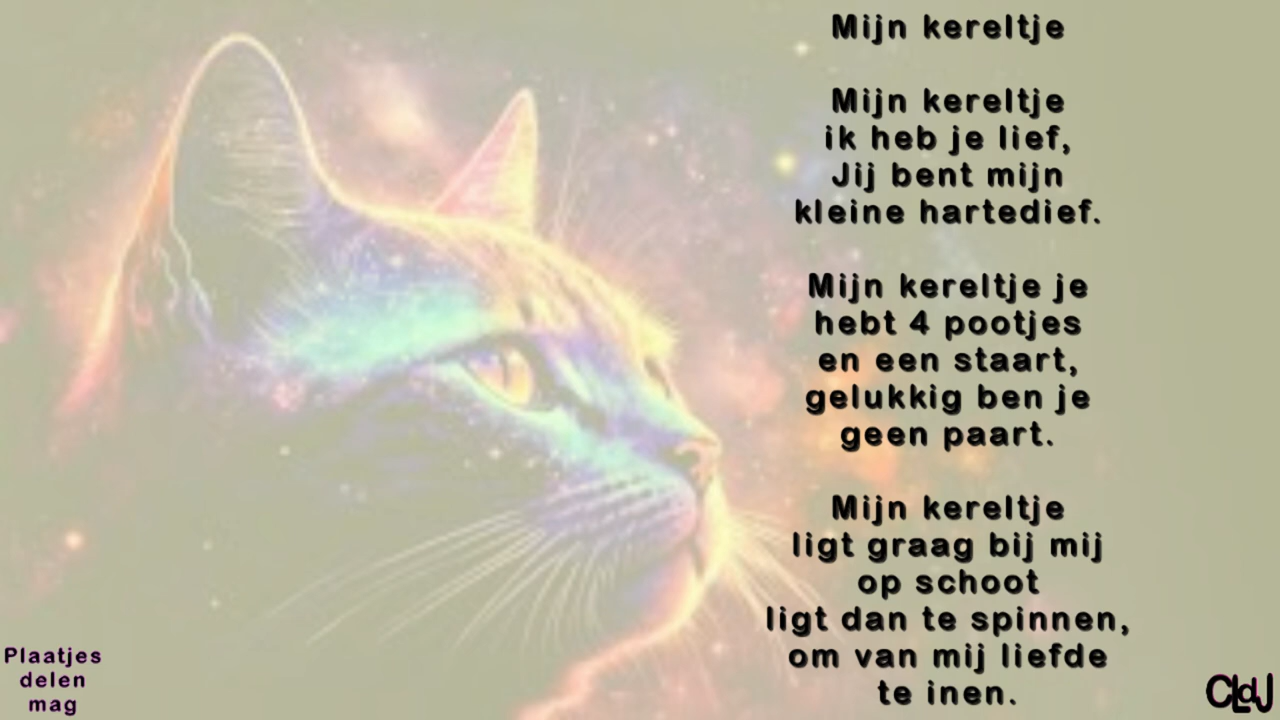 Mijn kereltje
Mijn kereltje
ik heb je lief,
Jij bent mijn
kleine hartedief.
Mijn kereltje je
hebt 4 pootjes
en een staart,
gelukkig ben je
geen paart.
Mijn kereltje
ligt graag bij mij
op schoot
ligt dan te spinnen,
om van mij liefde
te inen.
Plaatjes
delen
mag
CLdJ